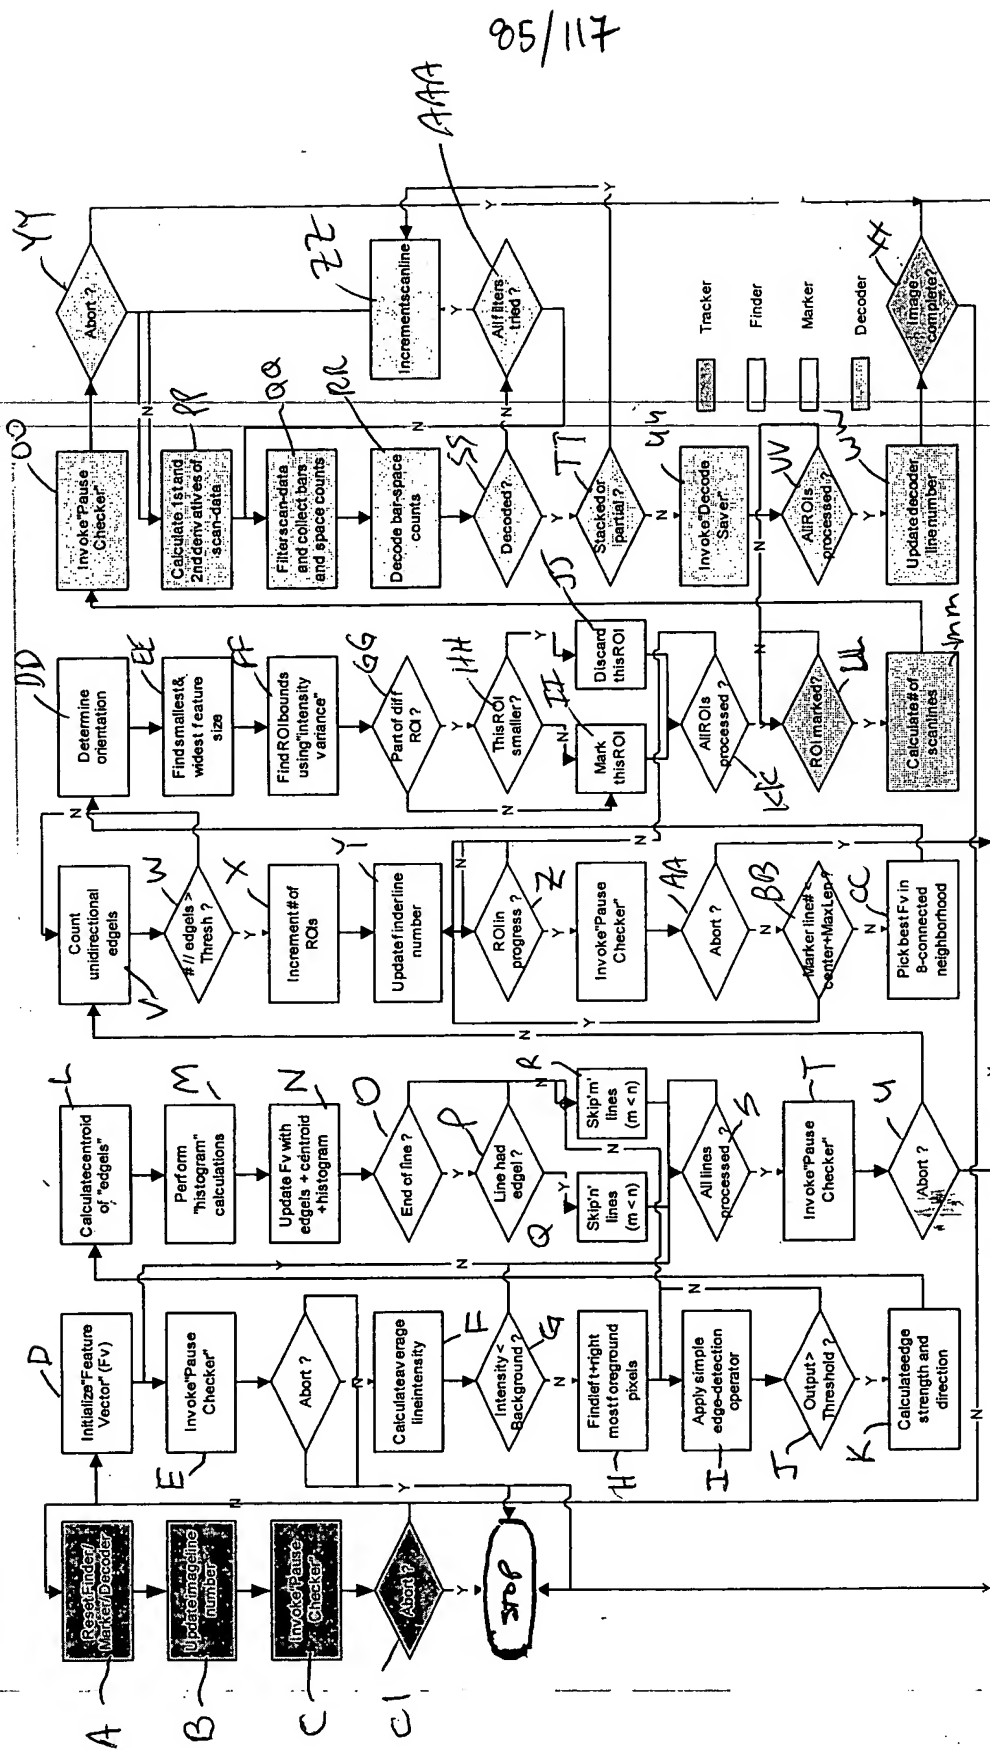 85/117
A
Reset Finder/
Marker/Decoder
B
Update image line
number
C
Invoke "Pause
Checker"
C1
Abort ?
N
Y
STOP
D
Initialize "Feature
Vector" (Fv)
E
Invoke "Pause
Checker"
Abort ?
N
Y
F
Calculate average
line intensity
G
Intensity <
Background ?
Y
N
H
Find left + right
most foreground
pixels
I
Apply simple
edge-detection
operator
J
Output >
Threshold ?
N
Y
K
Calculate edge
strength and
direction
L
Calculate centroid
of "edgels"
M
Perform
"histogram"
calculations
N
Update Fv with
edgels + centroid
+ histogram
O
End of line ?
N
Y
P
Line had
edgel ?
N
Y
Q
Skip 'n'
lines
(m < n)
R
Skip 'm'
lines
(m < n)
S
All lines
processed ?
N
Y
T
Invoke "Pause
Checker"
U
Abort ?
N
Y
V
Count
unidirectional
edgels
W
# // edgels >
Thresh ?
N
Y
X
Increment # of
ROIs
Y
Update finder line
number
Z
ROI in
progress ?
N
Y
Invoke "Pause
Checker"
AA
Abort ?
Y
N
BB
Marker line# <
center+MaxLen ?
Y
N
CC
Pick best Fv in
8-connected
neighborhood
DD
Determine
orientation
EE
Find smallest &
widest feature
size
FF
Find ROI bounds
using "intensity
variance"
GG
Part of diff
ROI ?
N
Y
HH
This ROI
smaller ?
N
Y
II
Mark
this ROI
JJ
Discard
this ROI
KK
All ROIs
processed ?
N
LL
ROI marked?
N
Y
mm
Calculate # of
scanlines
OO
Invoke "Pause
Checker"
PP
Calculate 1st and
2nd derivatives of
scan-data
QQ
Filter scan-data
and collect bars
and space counts
RR
Decode bar-space
counts
SS
Decoded ?
N
Y
TT
Stacked or
partial ?
Y
N
UU
Invoke "Decode
Saver"
UV
All ROIs
processed ?
N
Y
Update decoder
line number
YY
Abort ?
N
Y
ZZ
Increment scanline
AAA
All filters
tried ?
Y
N
Tracker
Finder
Marker
Decoder
Image
complete?
N